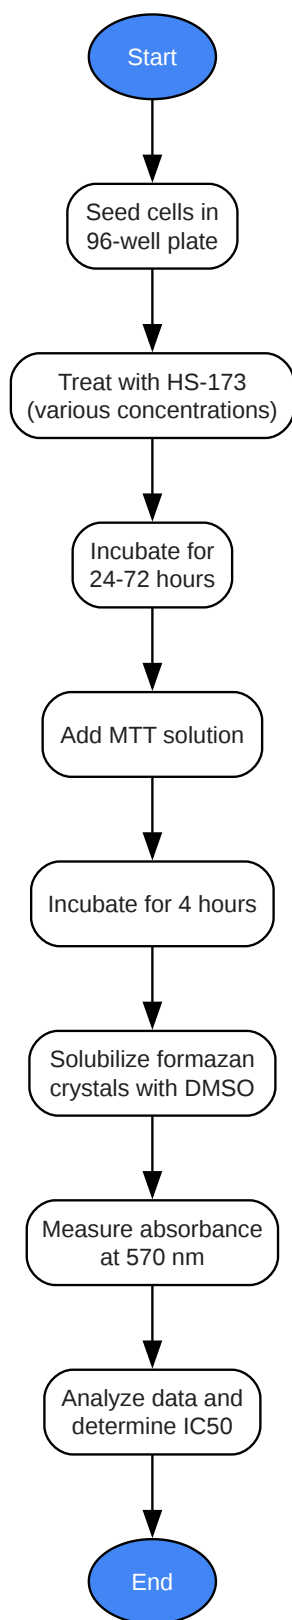 Start
Seed cells in
96-well plate
Treat with HS-173
(various concentrations)
Incubate for
24-72 hours
Add MTT solution
Incubate for 4 hours
Solubilize formazan
crystals with DMSO
Measure absorbance
at 570 nm
Analyze data and
determine IC50
End